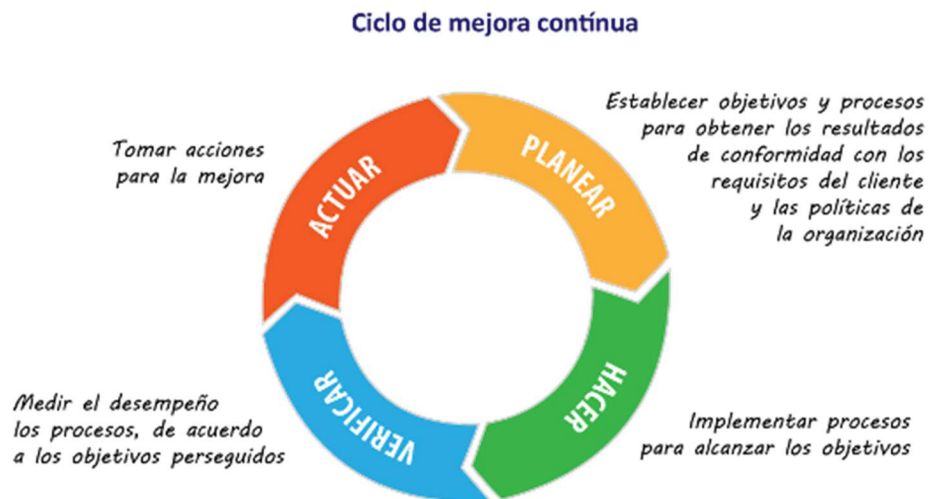 Ciclo de mejora contínua
Tomar acciones
para la mejora
ACTUAR
PLANEAR
Establecer objetivos y procesos
para obtener los resultados
de conformidad con los
requisitos del cliente
y las políticas de
la organización
Medir el desempeño
los procesos, de acuerdo
a los objetivos perseguidos
VERIFICAR
HACER
Implementar procesos
para alcanzar los objetivos